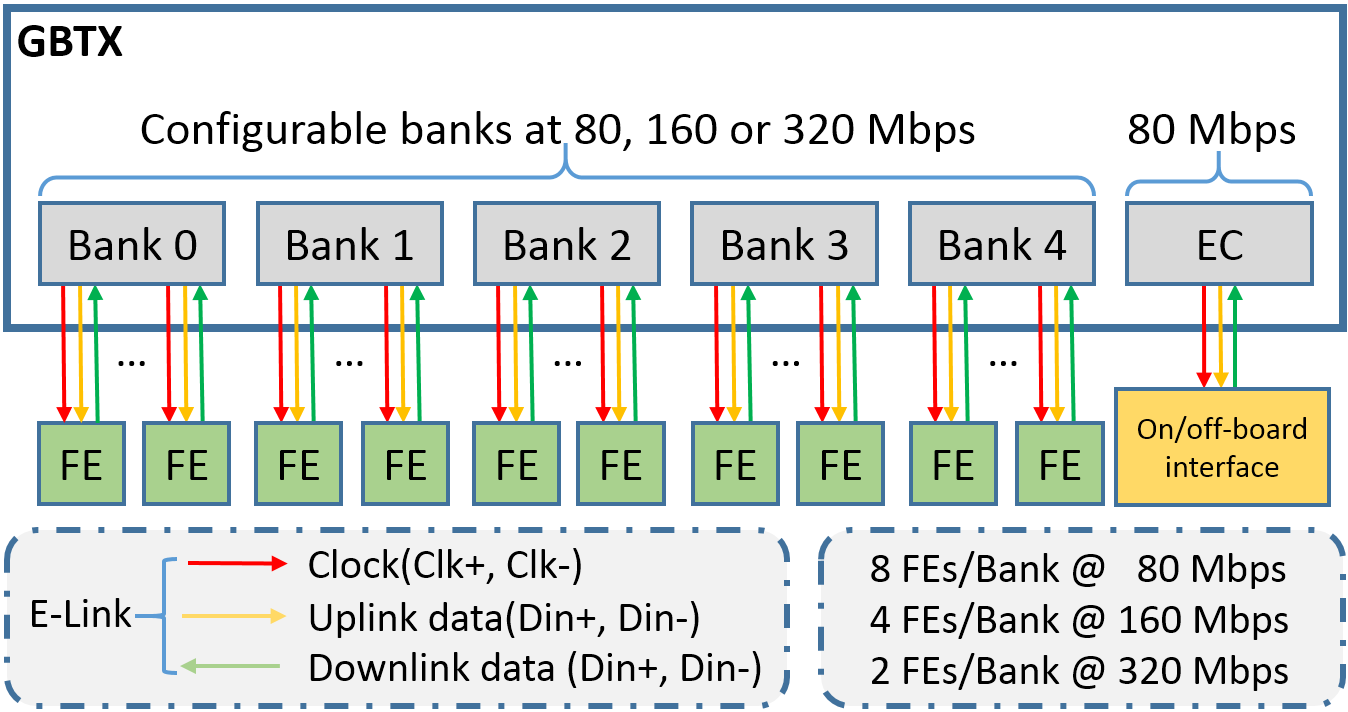 GBTX
Configurable banks at 80, 160 or 320 Mbps
80 Mbps
Bank 0
Bank 1
Bank 2
Bank 3
Bank 4
EC
...
...
...
...
...
FE
FE
FE
FE
FE
FE
FE
FE
FE
FE
On/off-board
interface
E-Link
Clock(Clk+, Clk-)
Uplink data(Din+, Din-)
Downlink data (Din+, Din-)
8 FEs/Bank @ 80 Mbps
4 FEs/Bank @ 160 Mbps
2 FEs/Bank @ 320 Mbps